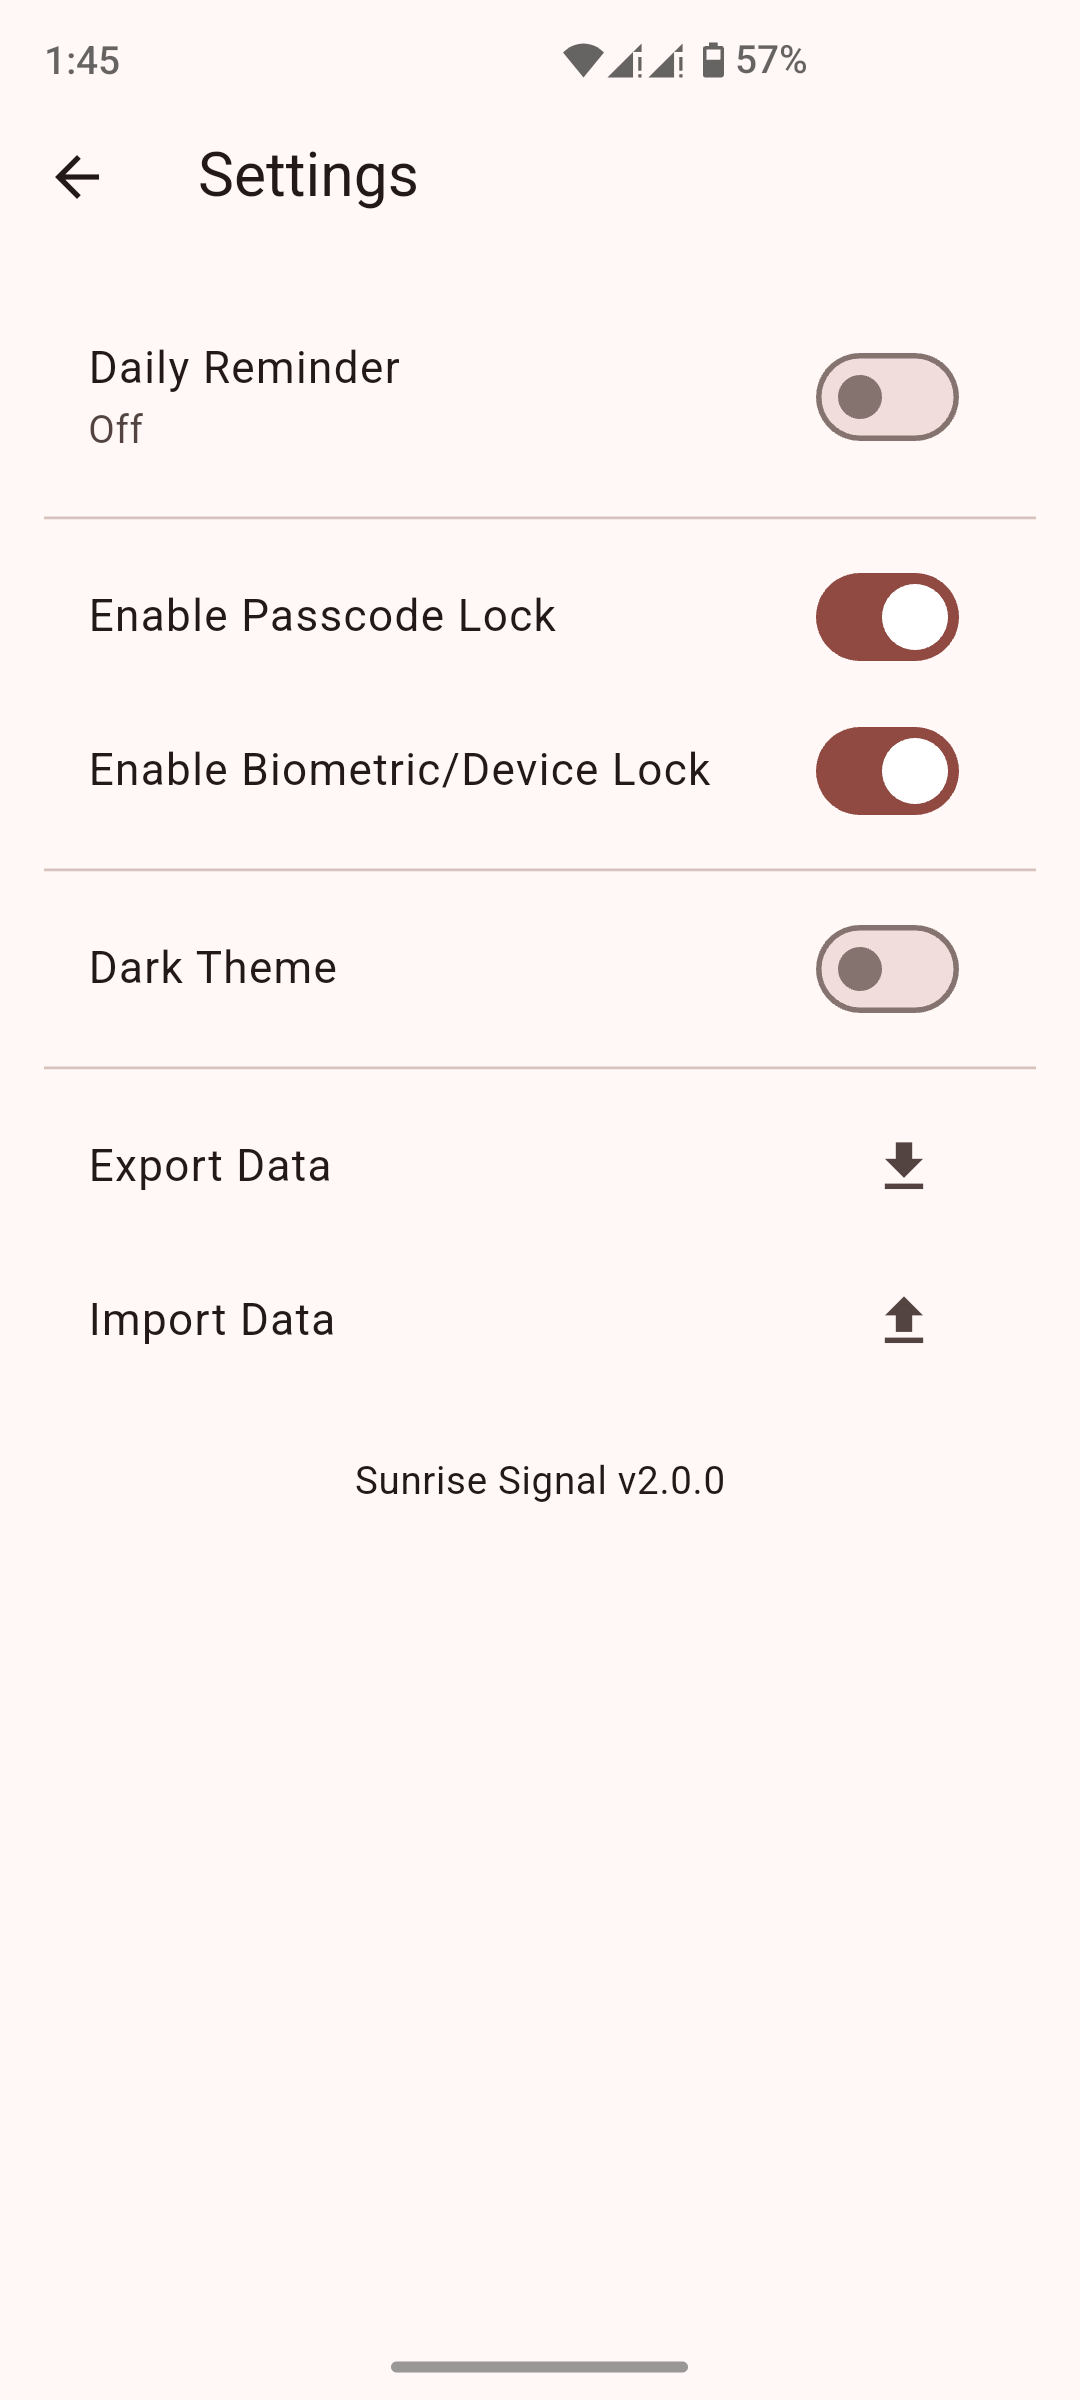 1:45
57%
Settings
Daily Reminder
Off
Enable Passcode Lock
Enable Biometric/Device Lock
Dark Theme
Export Data
Import Data
Sunrise Signal v2.0.0